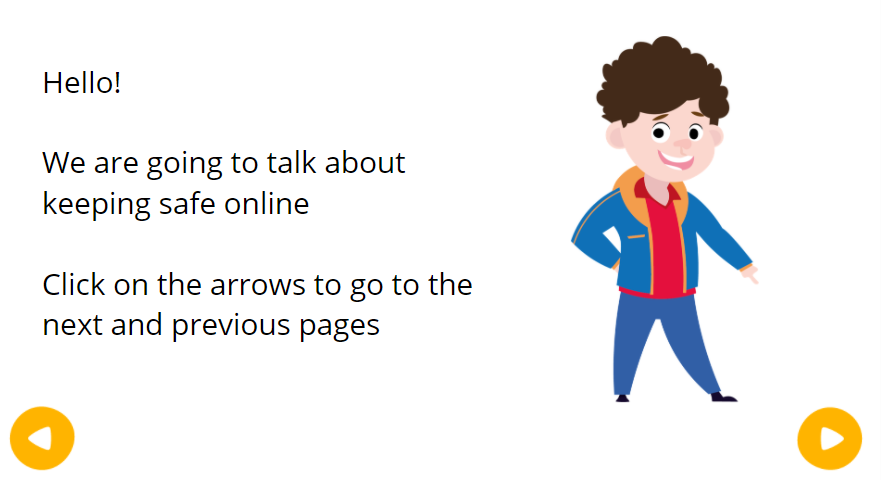 Hello!
We are going to talk about
keeping safe online
Click on the arrows to go to the
next and previous pages